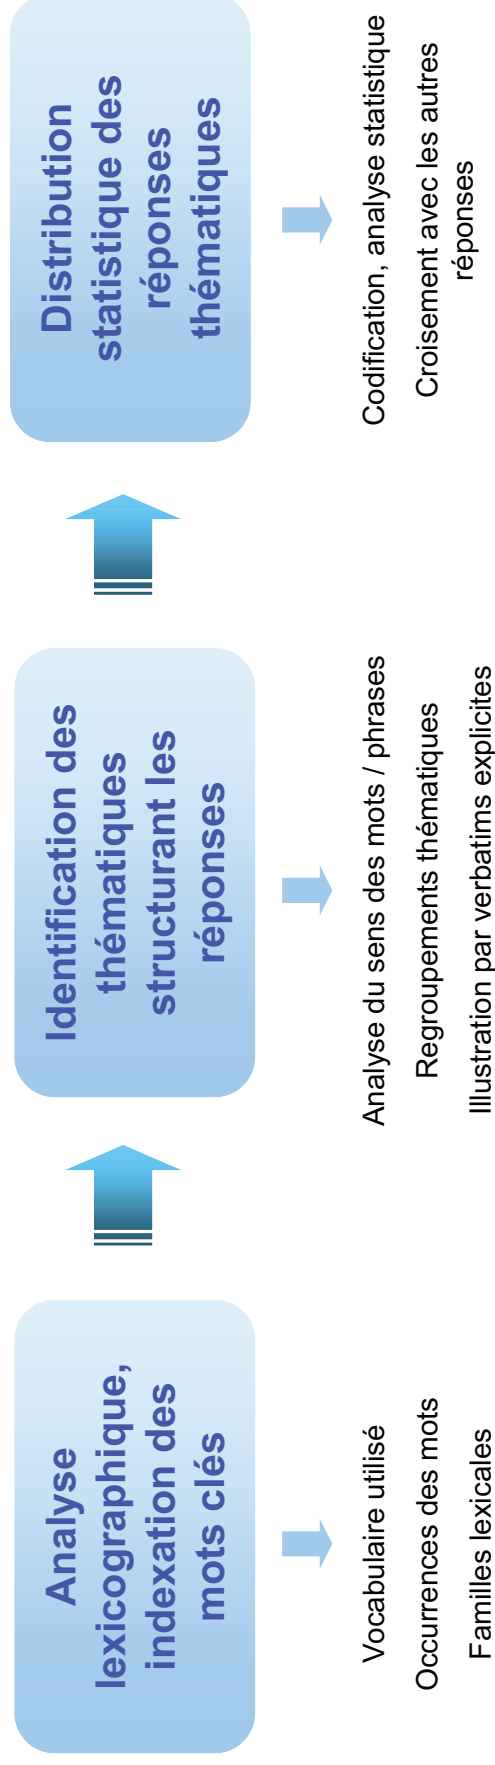 Analyse
lexicographique,
indexation des
mots clés
Vocabulaire utilisé
Occurrences des mots
Familles lexicales
Identification des
thématiques
structurant les
réponses
Analyse du sens des mots / phrases
Regroupements thématiques
Illustration par verbatims explicites
Distribution
statistique des
réponses
thématiques
Codification, analyse statistique
Croisement avec les autres
réponses